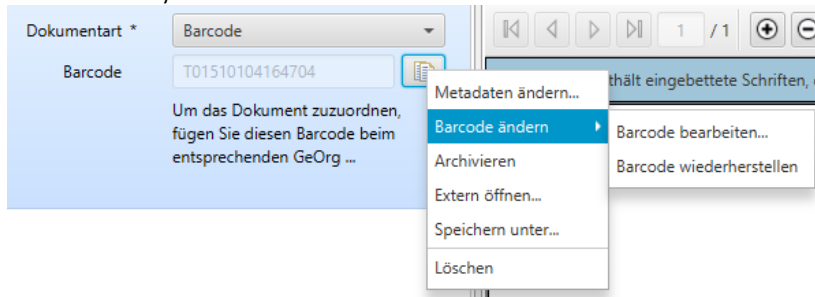 Dokumentart *
Barcode
1
/ 1
Barcode
T01510104164704
thält eingebettete Schriften,
Um das Dokument zuzuordnen,
fügen Sie diesen Barcode beim
entsprechenden GeOrg ...
Metadaten ändern...
Barcode ändern
Archivieren
Extern öffnen...
Speichern unter...
Löschen
Barcode bearbeiten...
Barcode wiederherstellen